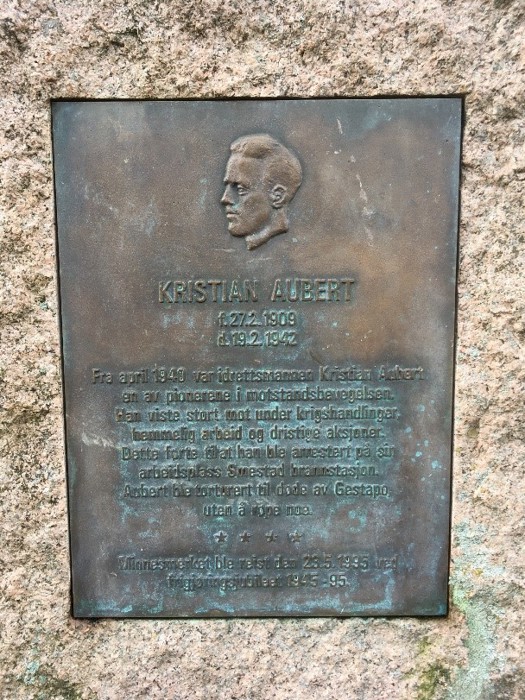 KRISTIAN AUBERT
f. 27.2. 1909
d. 19.2. 1942
Fra april 1940 var idrettsmannen Kristian Aubert
en av pionerene i motstandsbevegelsen.
Han viste stort mot under krigshandlinger,
hemmelig arbeid og dristige aksjoner.
Dette førte til at han ble arrestert på sin
arbeidsplass Smestad brannstasjon.
Aubert ble torturert til døde av Gestapo,
uten å røpe noe.
Minnesmerket ble reist den 23.5.1995 ved
frigjøringsjubileet 1945-95.